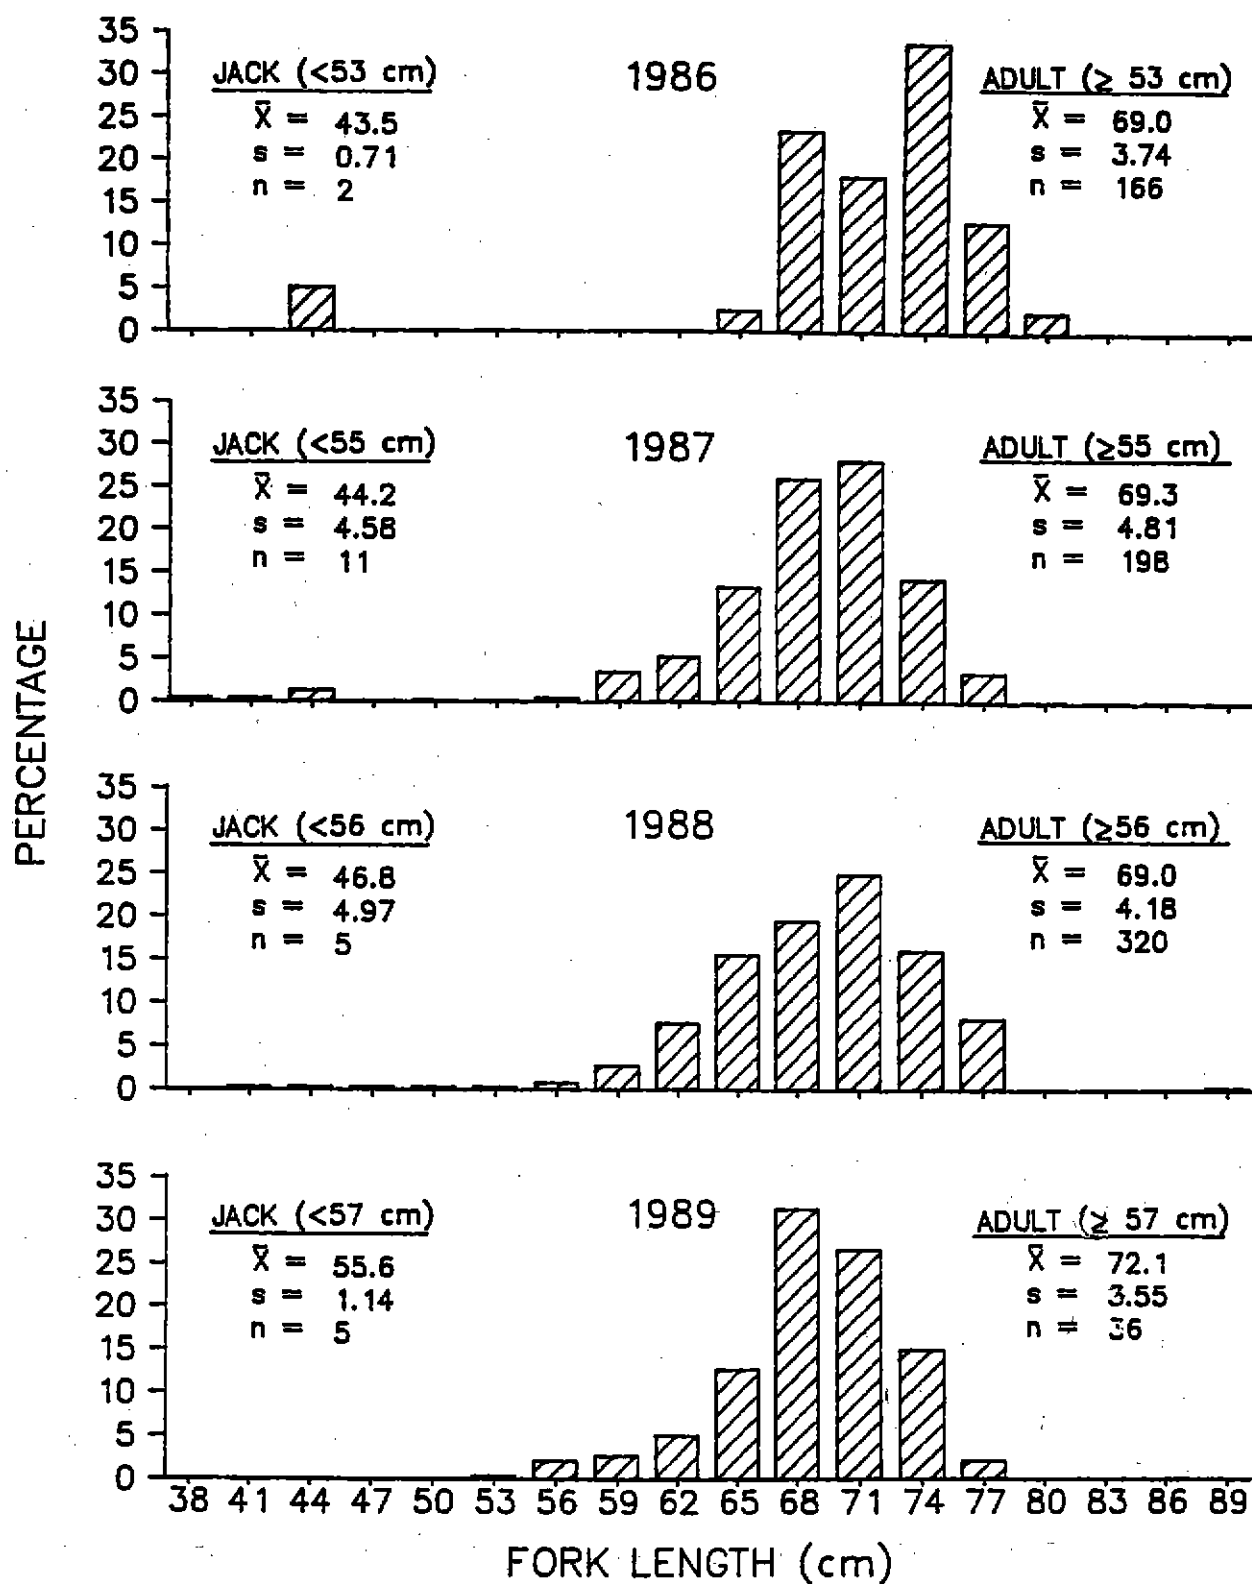 PERCENTAGE
35
30
25
20
15
10
5
0
JACK (<53 cm)
X̄ = 43.5
s = 0.71
n = 2
1986
ADULT (≥ 53 cm)
X̄ = 69.0
s = 3.74
n = 166
35
30
25
20
15
10
5
0
JACK (<55 cm)
X̄ = 44.2
s = 4.58
n = 11
1987
ADULT (≥55 cm)
X̄ = 69.3
s = 4.81
n = 198
35
30
25
20
15
10
5
0
JACK (<56 cm)
X̄ = 46.8
s = 4.97
n = 5
1988
ADULT (≥56 cm)
X̄ = 69.0
s = 4.18
n = 320
35
30
25
20
15
10
5
0
JACK (<57 cm)
X̄ = 55.6
s = 1.14
n = 5
1989
ADULT (≥ 57 cm)
X̄ = 72.1
s = 3.55
n = 36
38 41 44 47 50 53 56 59 62 65 68 71 74 77 80 83 86 89
FORK LENGTH (cm)